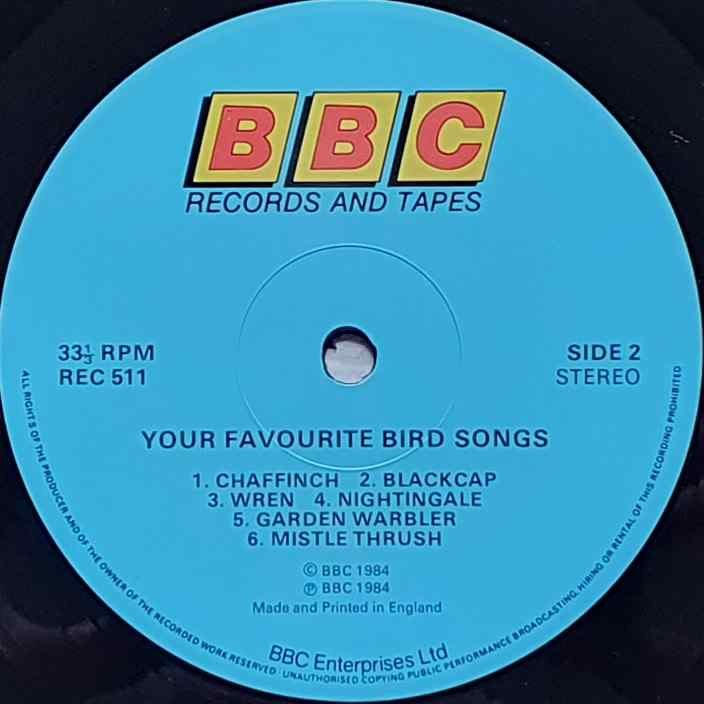 BBC
RECORDS AND TAPES
33⅓ RPM
REC 511
SIDE 2
STEREO
YOUR FAVOURITE BIRD SONGS
1. CHAFFINCH 2. BLACKCAP
3. WREN 4. NIGHTINGALE
5. GARDEN WARBLER
6. MISTLE THRUSH
© BBC 1984
℗ BBC 1984
Made and Printed in England
BBC Enterprises Ltd
ALL RIGHTS OF THE PRODUCER AND OF THE OWNER OF THE RECORDED WORK RESERVED · UNAUTHORISED COPYING PUBLIC PERFORMANCE BROADCASTING, HIRING OR RENTAL OF THIS RECORDING PROHIBITED